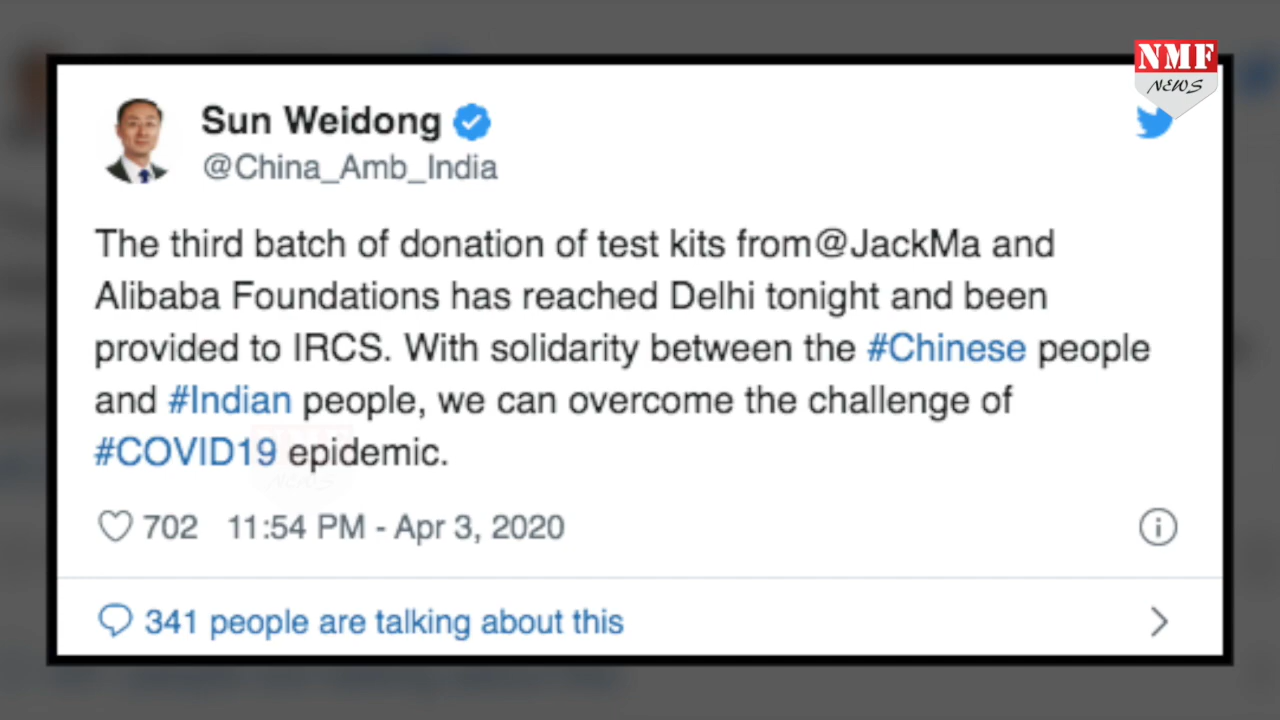 NMF
NEWS
Sun Weidong
@China_Amb_India
The third batch of donation of test kits from@JackMa and
Alibaba Foundations has reached Delhi tonight and been
provided to IRCS. With solidarity between the #Chinese people
and #Indian people, we can overcome the challenge of
#COVID19 epidemic.
NMF
NEWS
702 11:54 PM - Apr 3, 2020
341 people are talking about this